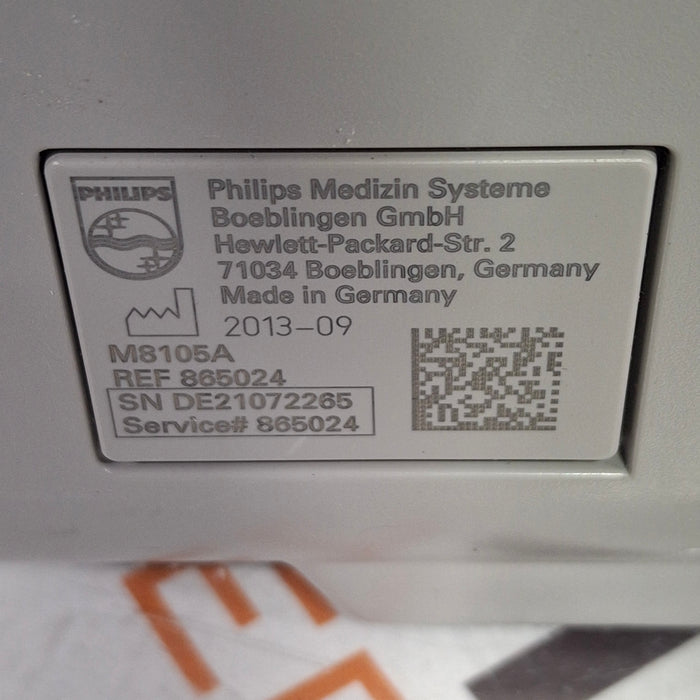 PHILIPS
Philips Medizin Systeme
Boeblingen GmbH
Hewlett-Packard-Str. 2
71034 Boeblingen, Germany
Made in Germany
2013-09
M8105A
REF 865024
SN DE21072265
Service# 865024